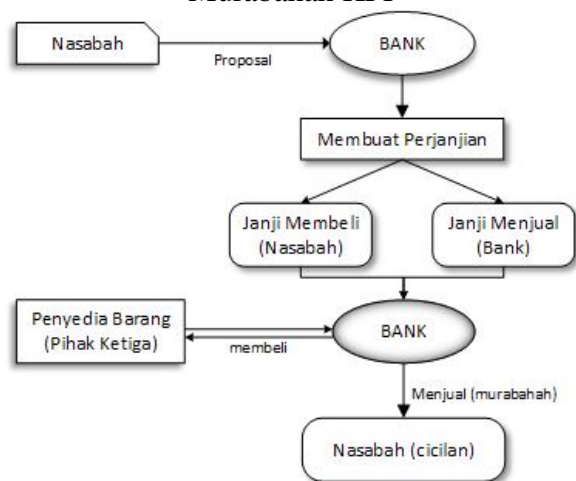 Nasabah
Proposal
BANK
Membuat Perjanjian
Janji Membeli
(Nasabah)
Janji Menjual
(Bank)
Penyedia Barang
(Pihak Ketiga)
membeli
BANK
Menjual (murabahah)
Nasabah (cicilan)